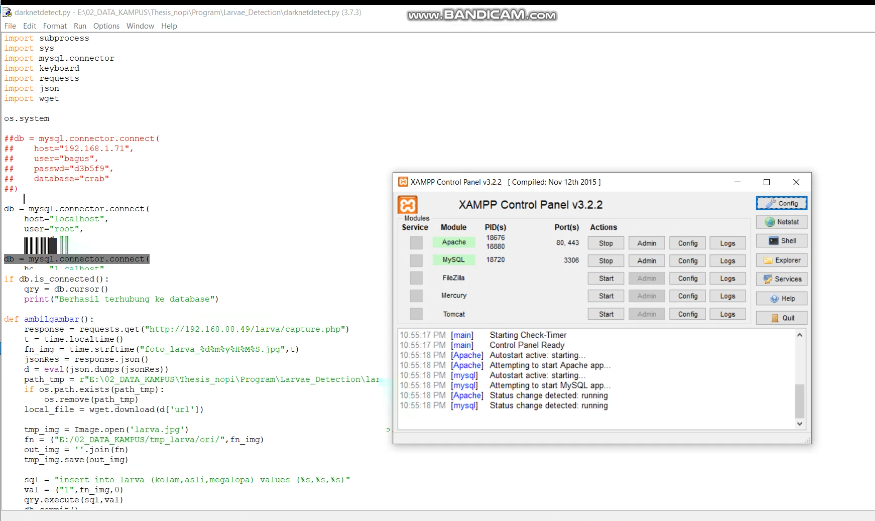 darknetdetect.py - E:\02_DATA_KAMPUS\Thesis_nopi\Program\Larvae_Detection\darknetdetect.py (3.7.3)
www.BANDICAM.com
File Edit Format Run Options Window Help
import subprocess
import sys
import mysql.connector
import keyboard
import requests
import json
import wget
os.system
##db = mysql.connector.connect(
## host="192.168.1.71",
## user="bagus",
## passwd="d3b5f9",
## database="crab"
##)
db = mysql.connector.connect(
host="localhost",
user="root",
db = mysql.connector.connect(
if db.is_connected():
qry = db.cursor()
print("Berhasil terhubung ke database")
def ambilgambar():
response = requests.get("http://192.168.88.49/larva/capture.php")
t = time.localtime()
fn_img = time.strftime("foto_larva_%d%m%y%H%M%S.jpg",t)
jsonRes = response.json()
d = eval(json.dumps(jsonRes))
path_tmp = r"E:\02_DATA_KAMPUS\Thesis_nopi\Program\Larvae_Detection\lar
if os.path.exists(path_tmp):
os.remove(path_tmp)
local_file = wget.download(d['url'])
tmp_img = Image.open('larva.jpg')
fn = ("E:/02_DATA_KAMPUS/tmp_larva/ori/",fn_img)
out_img = ''.join(fn)
tmp_img.save(out_img)
sql = "insert into larva (kolam,asli,megalopa) values (%s,%s,%s)"
val = ("1",fn_img,0)
qry.execute(sql,val)
db.commit()
XAMPP Control Panel v3.2.2 [ Compiled: Nov 12th 2015 ]
XAMPP Control Panel v3.2.2
Config
Modules
Service Module PID(s) Port(s) Actions
Netstat
Apache 18676 18880 80, 443 Stop Admin Config Logs
Shell
MySQL 18720 3306 Stop Admin Config Logs
Explorer
FileZilla Start Admin Config Logs
Services
Mercury Start Admin Config Logs
Help
Tomcat Start Admin Config Logs
Quit
10:55:17 PM [main] Starting Check-Timer
10:55:17 PM [main] Control Panel Ready
10:55:18 PM [Apache] Autostart active: starting...
10:55:18 PM [Apache] Attempting to start Apache app...
10:55:18 PM [mysql] Autostart active: starting...
10:55:18 PM [mysql] Attempting to start MySQL app...
10:55:18 PM [Apache] Status change detected: running
10:55:18 PM [mysql] Status change detected: running